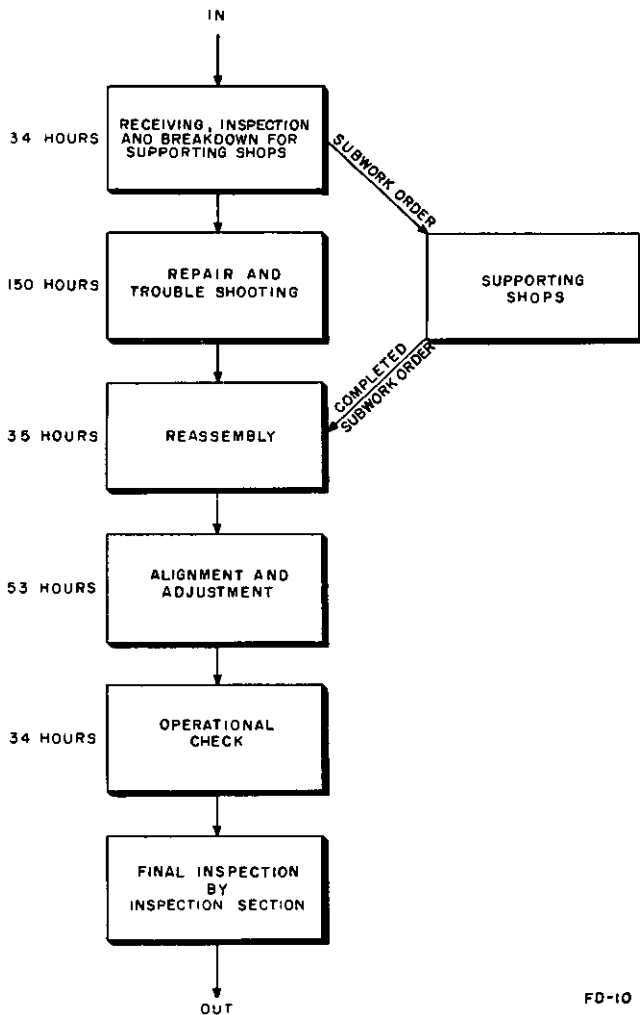 IN
34 HOURS
RECEIVING, INSPECTION
AND BREAKDOWN FOR
SUPPORTING SHOPS
SUBWORK ORDER
150 HOURS
REPAIR AND
TROUBLE SHOOTING
SUPPORTING
SHOPS
COMPLETED
SUBWORK ORDER
35 HOURS
REASSEMBLY
53 HOURS
ALIGNMENT AND
ADJUSTMENT
34 HOURS
OPERATIONAL
CHECK
FINAL INSPECTION
BY
INSPECTION SECTION
OUT
FD-10